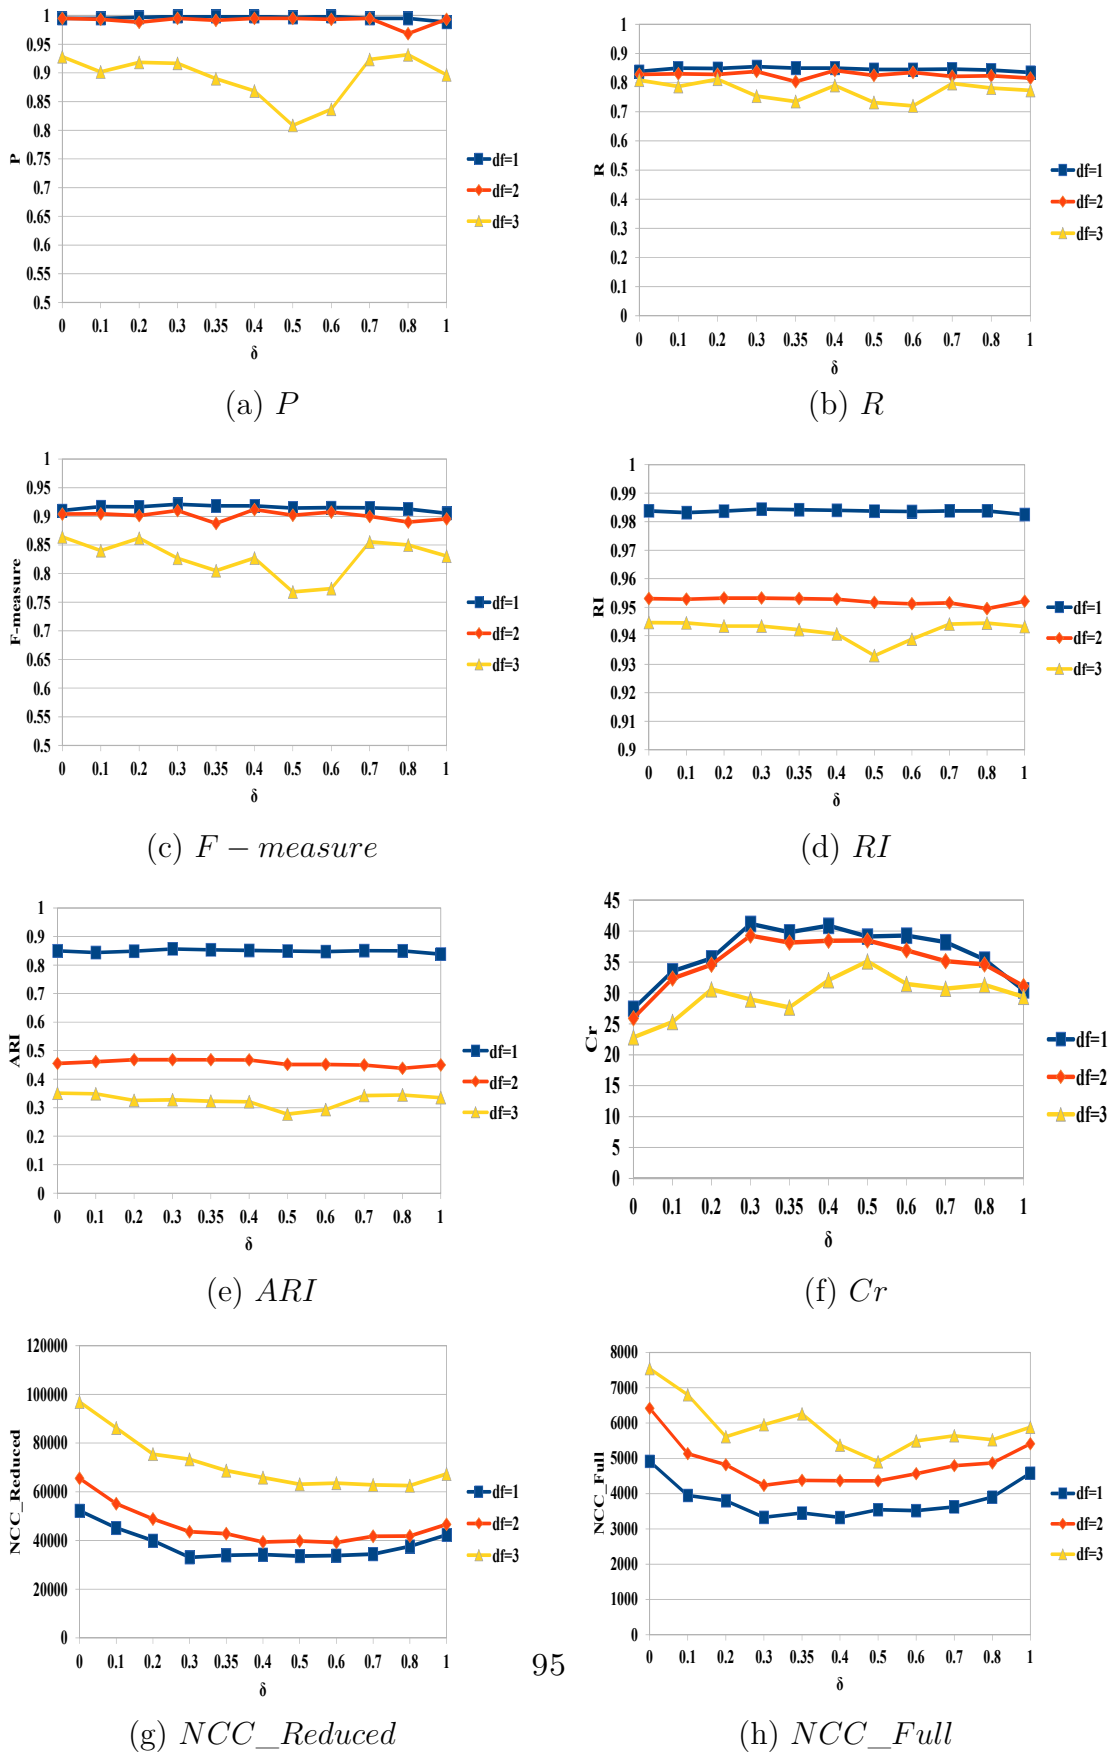 1
0.95
0.9
0.85
0.8
0.75
0.7
0.65
0.6
0.55
0.5
P
0 0.1 0.2 0.3 0.35 0.4 0.5 0.6 0.7 0.8 1
δ
df=1
df=2
df=3
(a) P
1
0.9
0.8
0.7
0.6
0.5
0.4
0.3
0.2
0.1
0
R
0 0.1 0.2 0.3 0.35 0.4 0.5 0.6 0.7 0.8 1
δ
df=1
df=2
df=3
(b) R
1
0.95
0.9
0.85
0.8
0.75
0.7
0.65
0.6
0.55
0.5
F-measure
0 0.1 0.2 0.3 0.35 0.4 0.5 0.6 0.7 0.8 1
δ
df=1
df=2
df=3
(c) F − measure
1
0.99
0.98
0.97
0.96
0.95
0.94
0.93
0.92
0.91
0.9
RI
0 0.1 0.2 0.3 0.35 0.4 0.5 0.6 0.7 0.8 1
δ
df=1
df=2
df=3
(d) RI
1
0.9
0.8
0.7
0.6
0.5
0.4
0.3
0.2
0.1
0
ARI
0 0.1 0.2 0.3 0.35 0.4 0.5 0.6 0.7 0.8 1
δ
df=1
df=2
df=3
(e) ARI
45
40
35
30
25
20
15
10
5
0
Cr
0 0.1 0.2 0.3 0.35 0.4 0.5 0.6 0.7 0.8 1
δ
df=1
df=2
df=3
(f) Cr
120000
100000
80000
60000
40000
20000
0
NCC_Reduced
0 0.1 0.2 0.3 0.35 0.4 0.5 0.6 0.7 0.8 1
δ
df=1
df=2
df=3
(g) NCC_Reduced
8000
7000
6000
5000
4000
3000
2000
1000
0
NCC_Full
0 0.1 0.2 0.3 0.35 0.4 0.5 0.6 0.7 0.8 1
δ
df=1
df=2
df=3
(h) NCC_Full
95